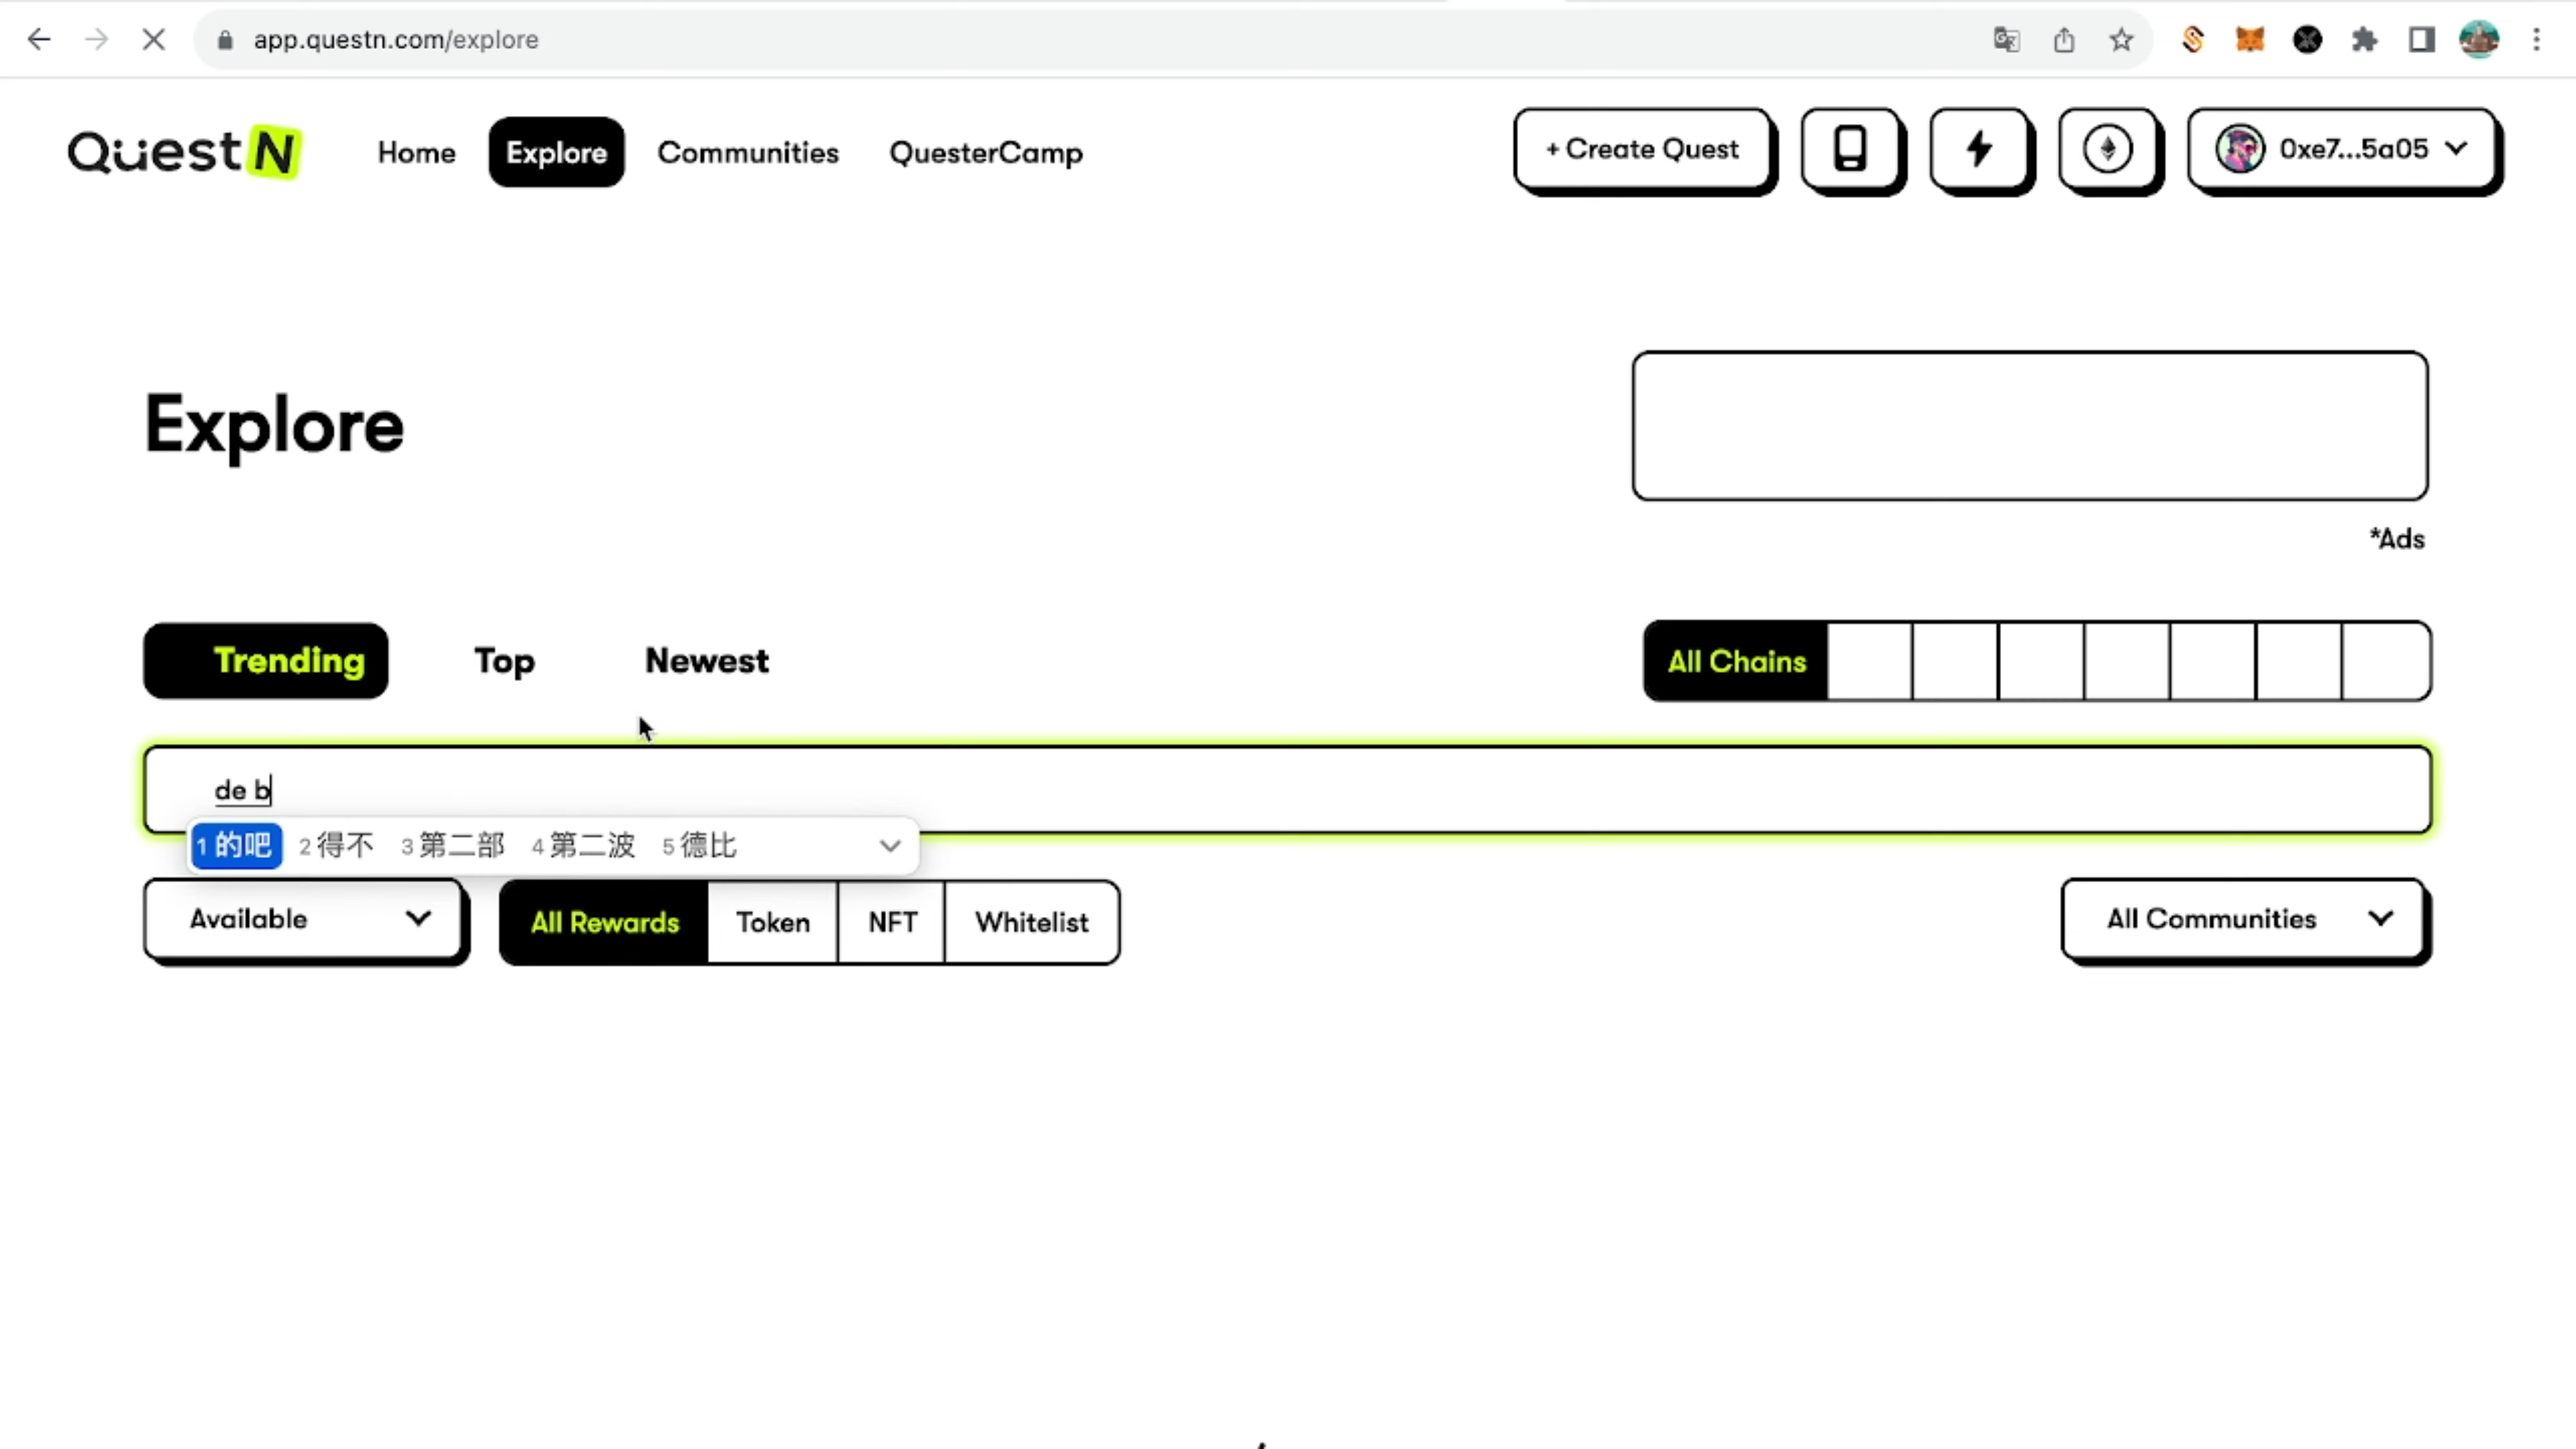 app.questn.com/explore
QuestN Home Explore Communities QuesterCamp + Create Quest 0xe7...5a05
Explore
*Ads
Trending Top Newest All Chains
de b
1 的吧 2 得不 3 第二部 4 第二波 5 德比
Available All Rewards Token NFT Whitelist All Communities